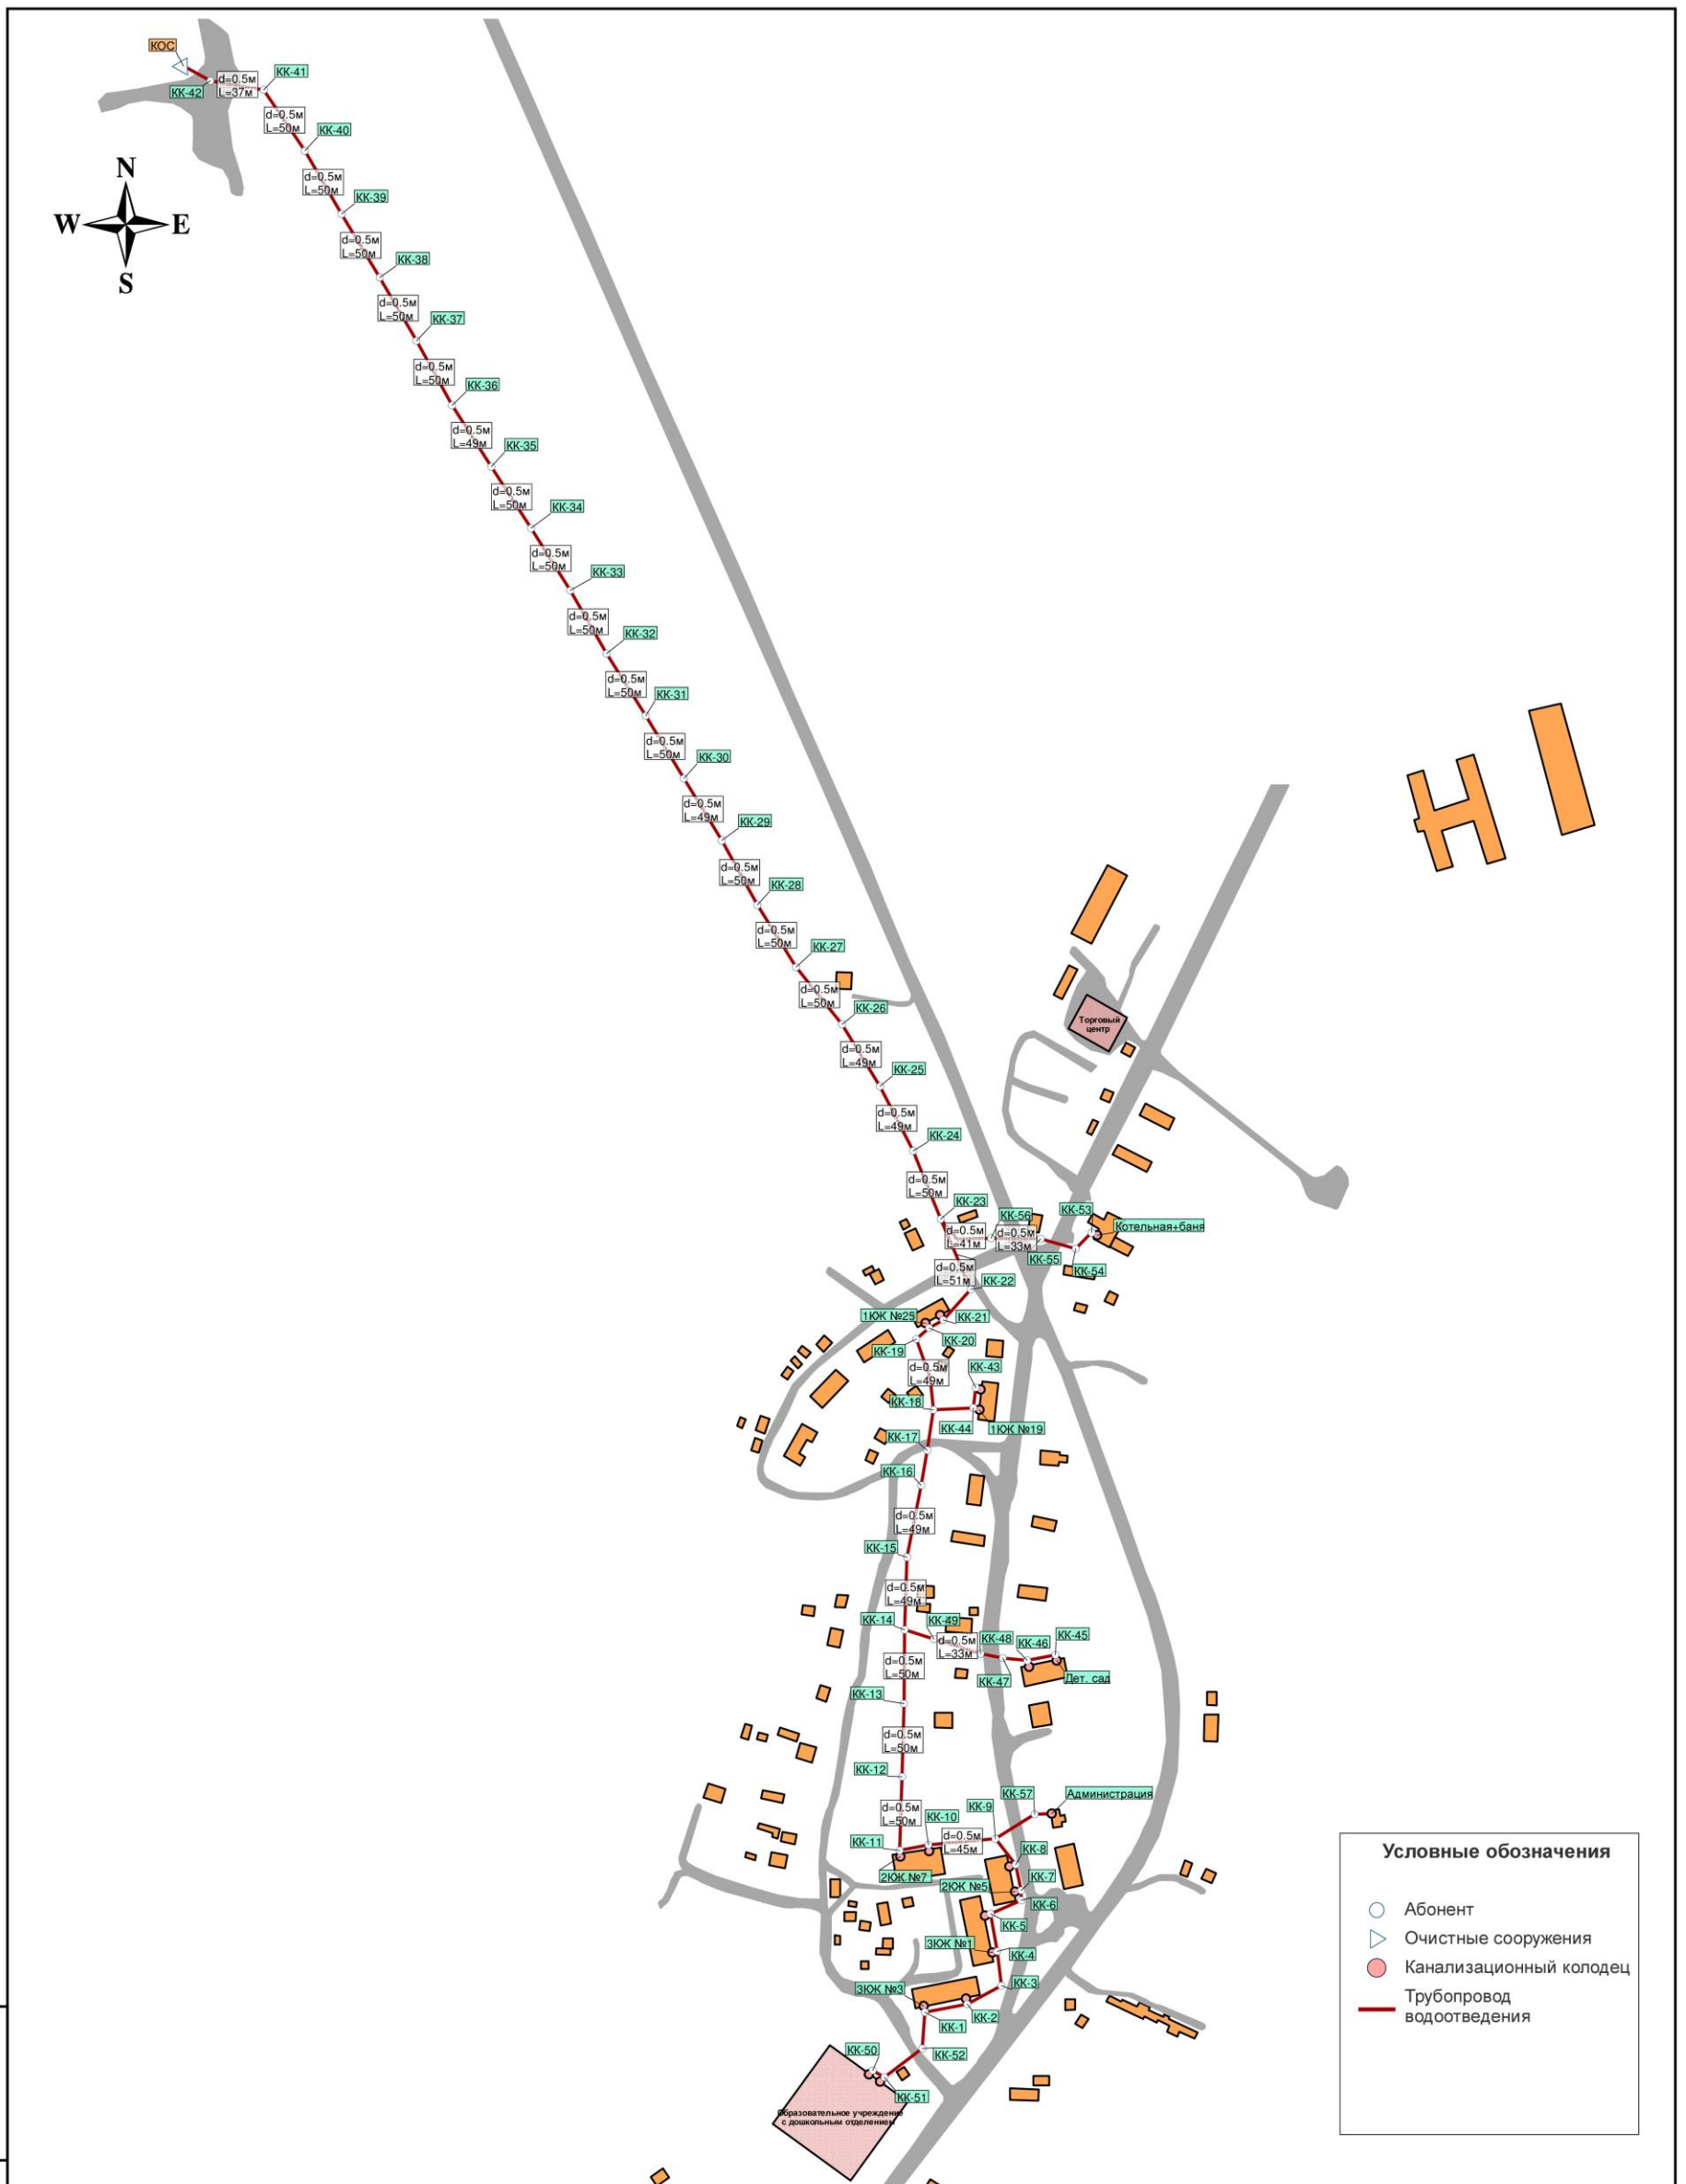 КОС
КК-41
d=0.5м
L=37м
КК-42
d=0.5м
L=50м
КК-40
N
W
E
S
d=0.5м
L=50м
КК-39
d=0.5м
L=50м
КК-38
d=0.5м
L=50м
КК-37
d=0.5м
L=50м
КК-36
d=0.5м
L=49м
КК-35
d=0.5м
L=50м
КК-34
d=0.5м
L=50м
КК-33
d=0.5м
L=50м
КК-32
d=0.5м
L=50м
КК-31
d=0.5м
L=50м
КК-30
d=0.5м
L=49м
КК-29
d=0.5м
L=50м
КК-28
d=0.5м
L=50м
КК-27
d=0.5м
L=50м
КК-26
Торговый
центр
d=0.5м
L=49м
КК-25
d=0.5м
L=49м
КК-24
d=0.5м
L=50м
КК-23
КК-56
КК-53
Котельная+баня
d=0.5м
L=41м
d=0.5м
L=33м
КК-55
КК-54
d=0.5м
L=51м
КК-22
1ЮЖ №25
КК-21
КК-20
КК-19
d=0.5м
L=49м
КК-43
КК-18
КК-44
1ЮЖ №19
КК-17
КК-16
d=0.5м
L=49м
КК-15
d=0.5м
L=49м
КК-14
КК-49
d=0.5м
L=33м
КК-48
КК-46
КК-45
КК-47
Дет. сад
d=0.5м
L=50м
КК-13
d=0.5м
L=50м
КК-12
d=0.5м
L=50м
КК-10
КК-9
КК-57
Администрация
КК-11
d=0.5м
L=45м
КК-8
2ЮЖ №7
КК-7
2ЮЖ №5
КК-6
КК-5
3ЮЖ №1
КК-4
КК-3
3ЮЖ №3
КК-2
КК-1
КК-52
КК-50
КК-51
Образовательное учреждение
с дошкольным отделением
Условные обозначения
Абонент
Очистные сооружения
Канализационный колодец
Трубопровод
водоотведения